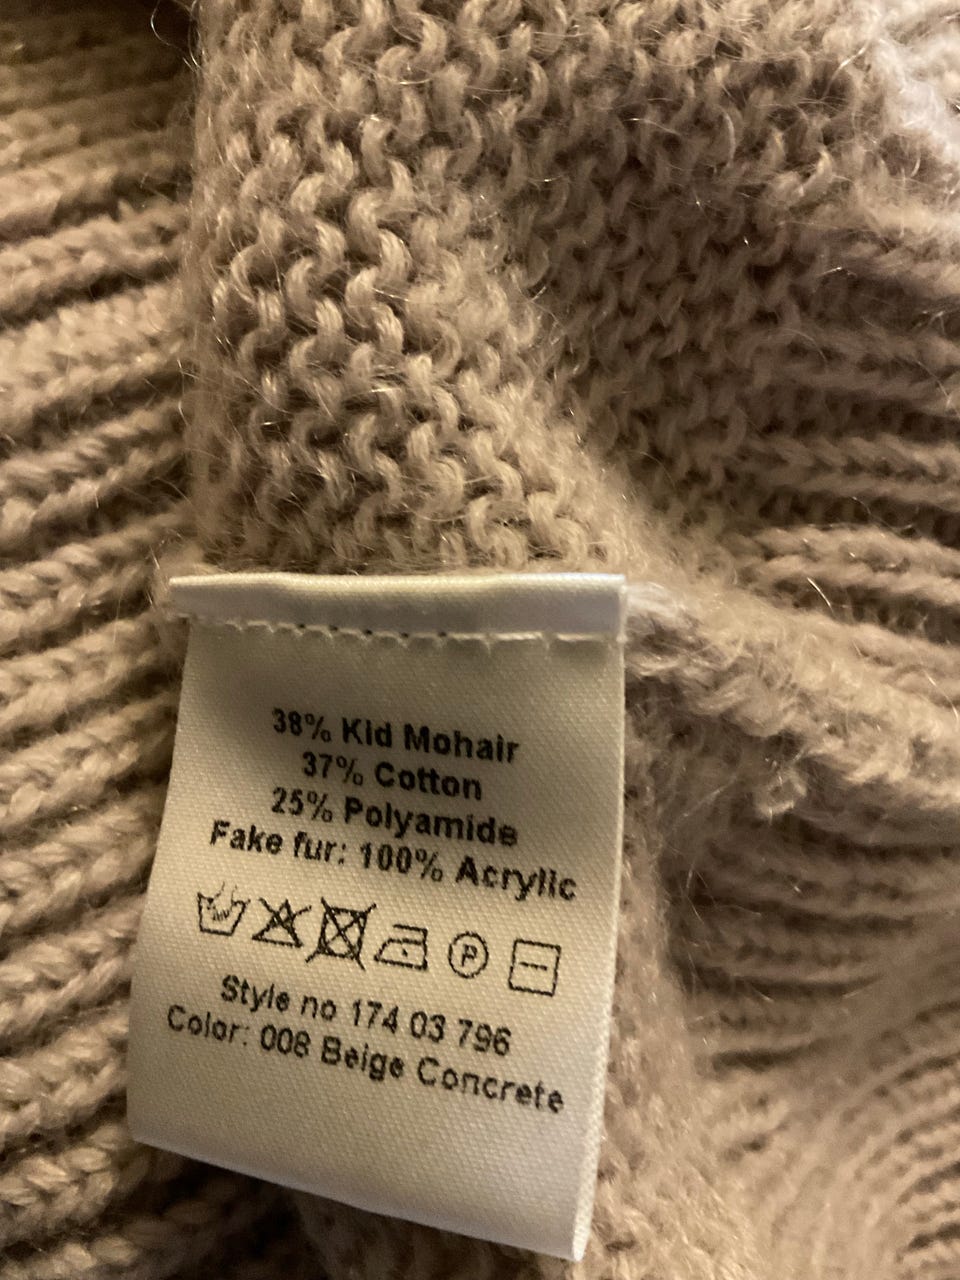 38% Kid Mohair
37% Cotton
25% Polyamide
Fake fur: 100% Acrylic
P
Style no 174 03 796
Color: 008 Beige Concrete